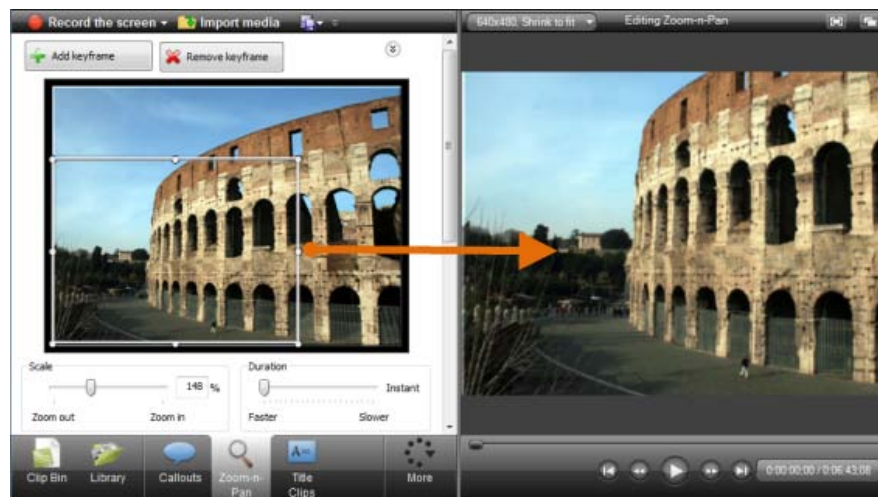 Record the screen
Import media
640x480, Shrink to fit
Editing Zoom-n-Pan
Add keyframe
Remove keyframe
Scale
Duration
148 %
Instant
Zoom out
Zoom in
Faster
Slower
Clip Bin
Library
Callouts
Zoom-n-
Pan
A
Title
Clips
More
0:00:00;00 / 0:06:43;08